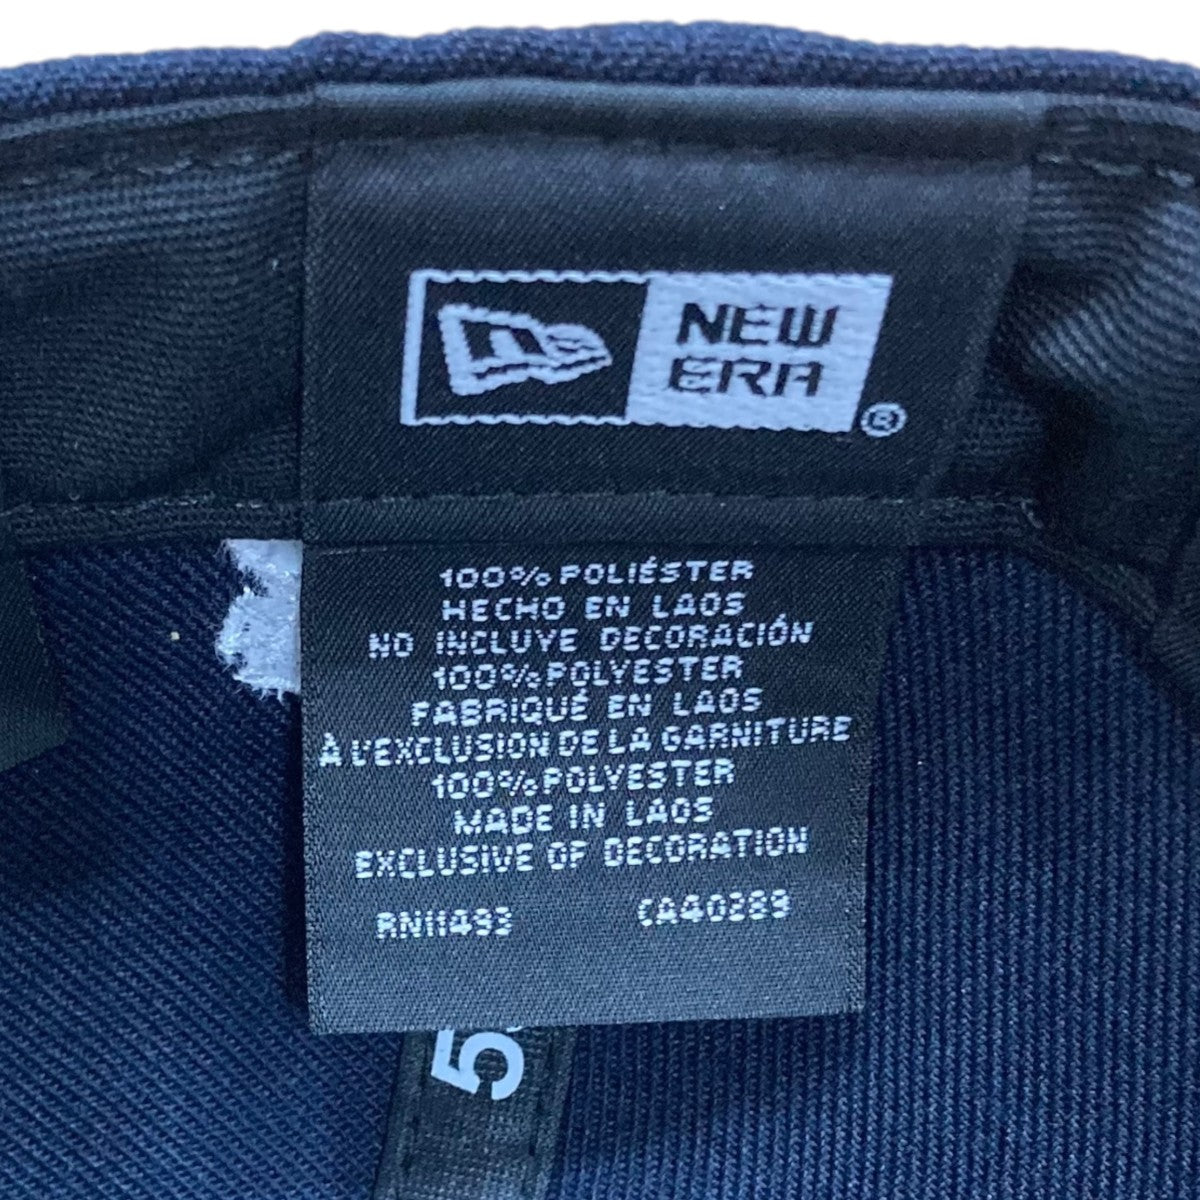 NEW
ERA
®
100% POLIÉSTER
HECHO EN LAOS
NO INCLUYE DECORACIÓN
100% POLYESTER
FABRIQUÉ EN LAOS
À L'EXCLUSION DE LA GARNITURE
100% POLYESTER
MADE IN LAOS
EXCLUSIVE OF DECORATION
RN11493 CA40289
5